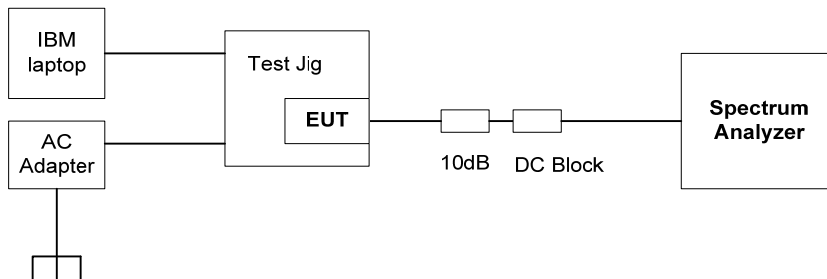 IBM
laptop
Test Jig
EUT
AC
Adapter
10dB
DC Block
Spectrum
Analyzer